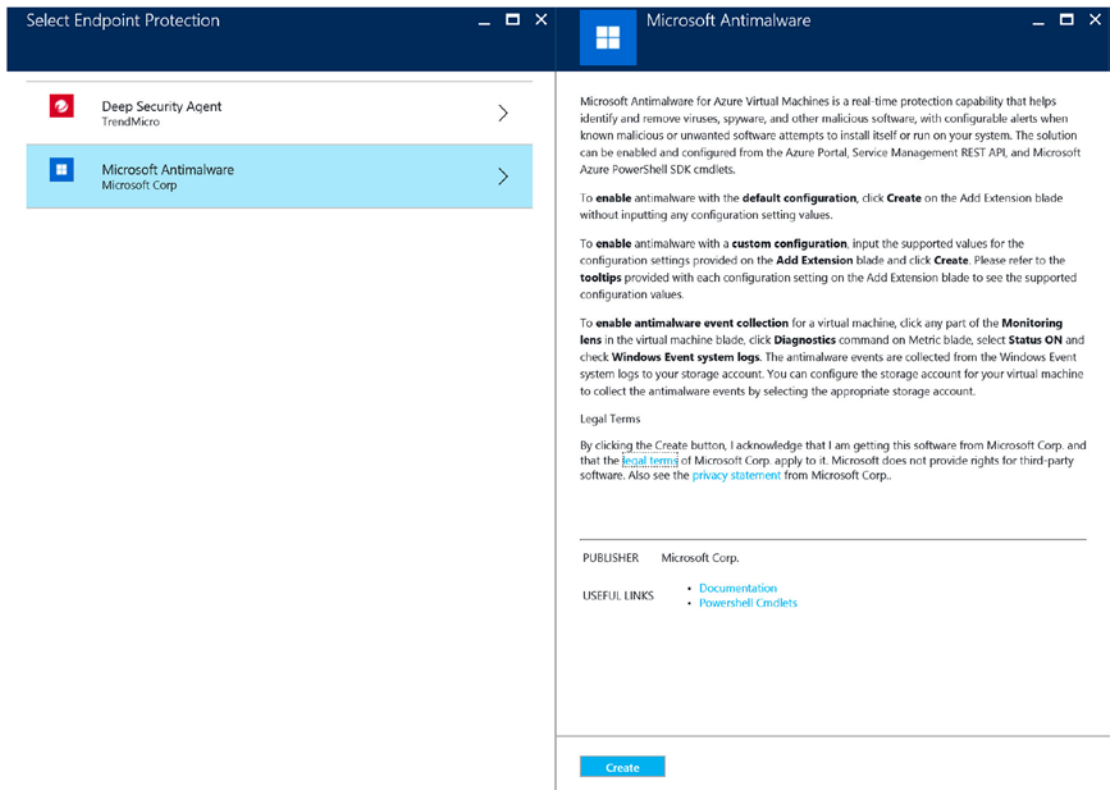 Select Endpoint Protection
Deep Security Agent
TrendMicro
Microsoft Antimalware
Microsoft Corp
Microsoft Antimalware
Microsoft Antimalware for Azure Virtual Machines is a real-time protection capability that helps
identify and remove viruses, spyware, and other malicious software, with configurable alerts when
known malicious or unwanted software attempts to install itself or run on your system. The solution
can be enabled and configured from the Azure Portal, Service Management REST API, and Microsoft
Azure PowerShell SDK cmdlets.
To enable antimalware with the default configuration, click Create on the Add Extension blade
without inputting any configuration setting values.
To enable antimalware with a custom configuration, input the supported values for the
configuration settings provided on the Add Extension blade and click Create. Please refer to the
tooltips provided with each configuration setting on the Add Extension blade to see the supported
configuration values.
To enable antimalware event collection for a virtual machine, click any part of the Monitoring
lens in the virtual machine blade, click Diagnostics command on Metric blade, select Status ON and
check Windows Event system logs. The antimalware events are collected from the Windows Event
system logs to your storage account. You can configure the storage account for your virtual machine
to collect the antimalware events by selecting the appropriate storage account.
Legal Terms
By clicking the Create button, I acknowledge that I am getting this software from Microsoft Corp. and
that the legal terms of Microsoft Corp. apply to it. Microsoft does not provide rights for third-party
software. Also see the privacy statement from Microsoft Corp..
PUBLISHER Microsoft Corp.
USEFUL LINKS • Documentation
• Powershell Cmdlets
Create